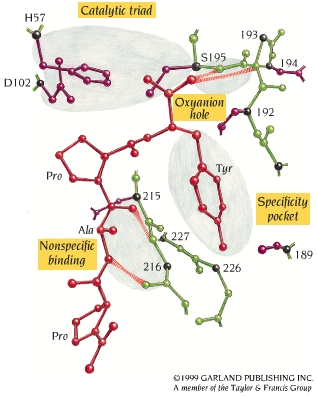 Catalytic triad
H57
193
S195
194
D102
Oxyanion
hole
192
Pro
Tyr
215
Specificity
pocket
Ala
227
Nonspecific
binding
216
226
189
Pro
©1999 GARLAND PUBLISHING INC.
A member of the Taylor & Francis Group